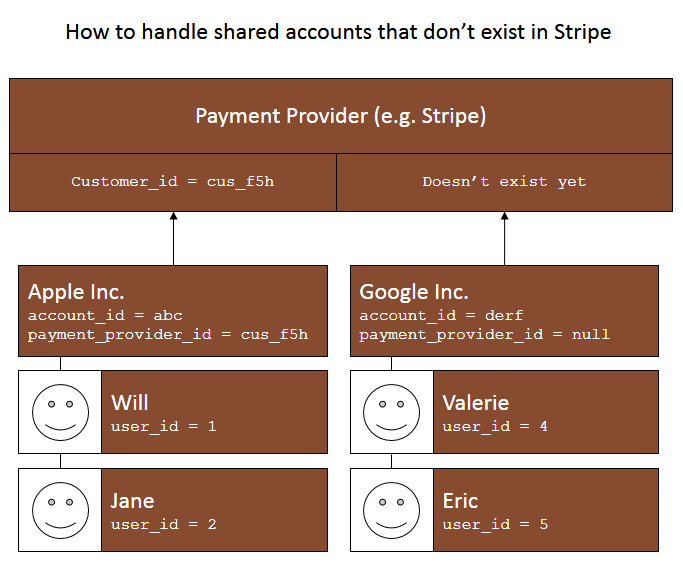 How to handle shared accounts that don’t exist in Stripe
Payment Provider (e.g. Stripe)
Customer_id = cus_f5h
Doesn’t exist yet
Apple Inc.
account_id = abc
payment_provider_id = cus_f5h
Google Inc.
account_id = derf
payment_provider_id = null
Will
user_id = 1
Valerie
user_id = 4
Jane
user_id = 2
Eric
user_id = 5